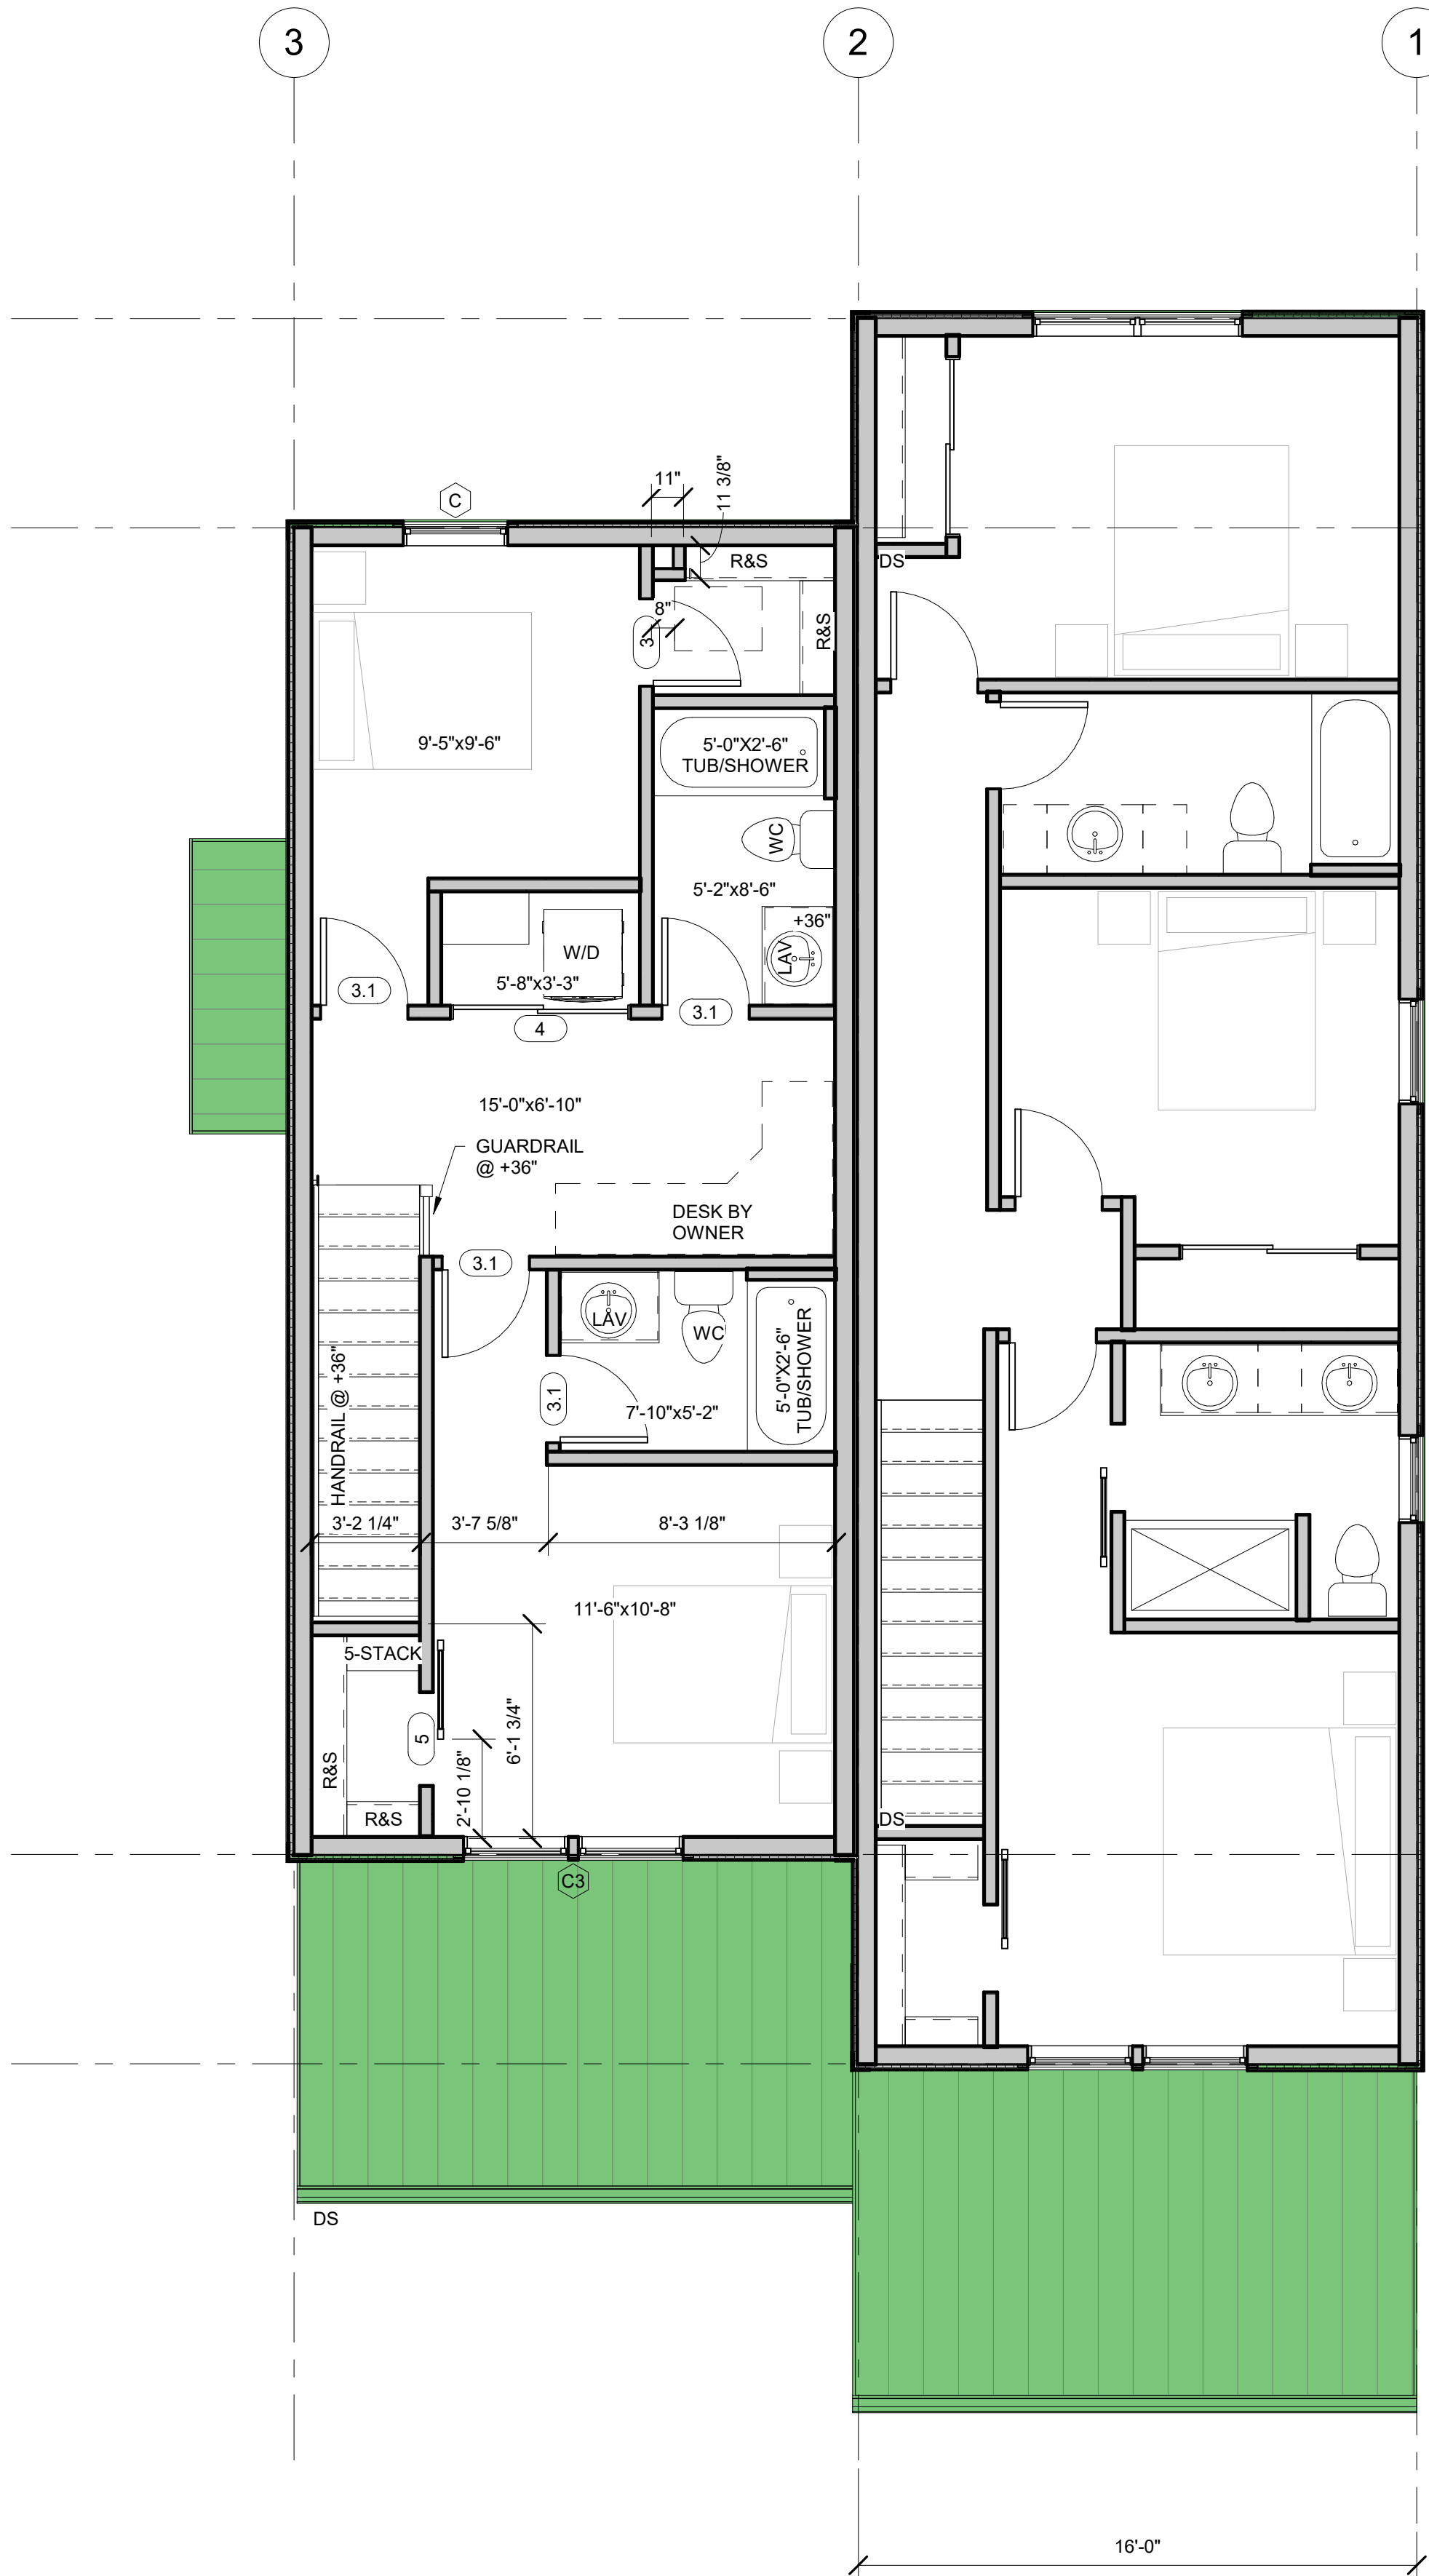 3
2
1
11"
11 3/8"
C
R&S
DS
8"
3
R&S
9'-5"x9'-6"
5'-0"X2'-6"
TUB/SHOWER
WC
5'-2"x8'-6"
+36"
LAV
W/D
5'-8"x3'-3"
3.1
3.1
4
15'-0"x6'-10"
GUARDRAIL
@ +36"
DESK BY
OWNER
3.1
LAV
WC
5'-0"X2'-6"
TUB/SHOWER
HANDRAIL @ +36"
3.1
7'-10"x5'-2"
3'-2 1/4"
3'-7 5/8"
8'-3 1/8"
11'-6"x10'-8"
5-STACK
5
6'-1 3/4"
2'-10 1/8"
R&S
R&S
DS
C3
DS
16'-0"